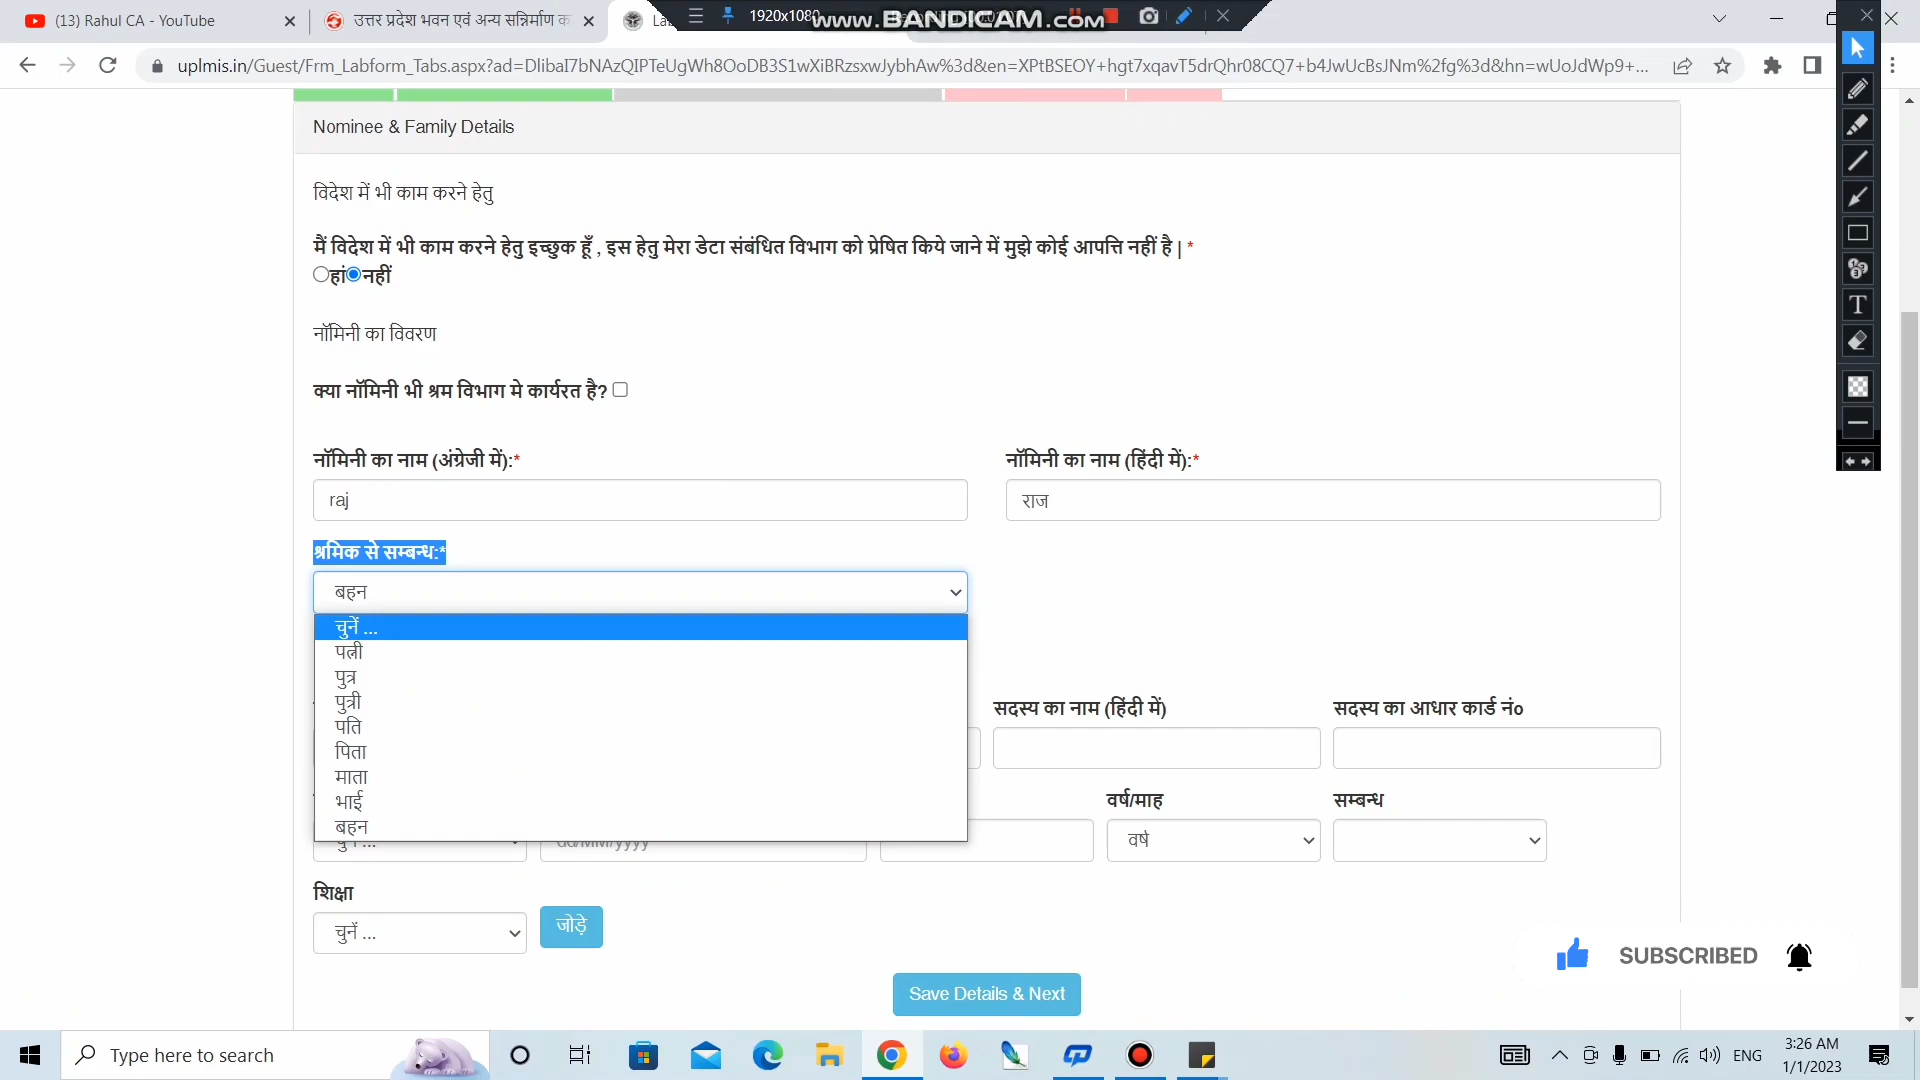 (13) Rahul CA - YouTube
उत्तर प्रदेश भवन एवं अन्य सन्निर्माण क
1920x1080
www.BANDICAM.com
uplmis.in/Guest/Frm_Labform_Tabs.aspx?ad=DlibaI7bNAzQIPTeUgWh8OoDB3S1wXiBRzsxwJybhAw%3d&en=XPtBSEOY+hgt7xqavT5drQhr08CQ7+b4JwUcBsJNm%2fg%3d&hn=wUoJdWp9+...
Nominee & Family Details
विदेश में भी काम करने हेतु
मैं विदेश में भी काम करने हेतु इच्छुक हूँ , इस हेतु मेरा डेटा संबंधित विभाग को प्रेषित किये जाने में मुझे कोई आपत्ति नहीं है | *
हां नहीं
नॉमिनी का विवरण
क्या नॉमिनी भी श्रम विभाग मे कार्यरत है?
नॉमिनी का नाम (अंग्रेजी में):*
नॉमिनी का नाम (हिंदी में):*
raj
राज
श्रमिक से सम्बन्ध:*
बहन
चुनें ...
पत्नी
पुत्र
पुत्री
पति
पिता
माता
भाई
बहन
सदस्य का नाम (हिंदी में)
सदस्य का आधार कार्ड नं०
वर्ष/माह
सम्बन्ध
चुनें ...
dd/MM/yyyy
वर्ष
शिक्षा
चुनें ...
जोड़े
SUBSCRIBED
Save Details & Next
Type here to search
ENG
3:26 AM
1/1/2023